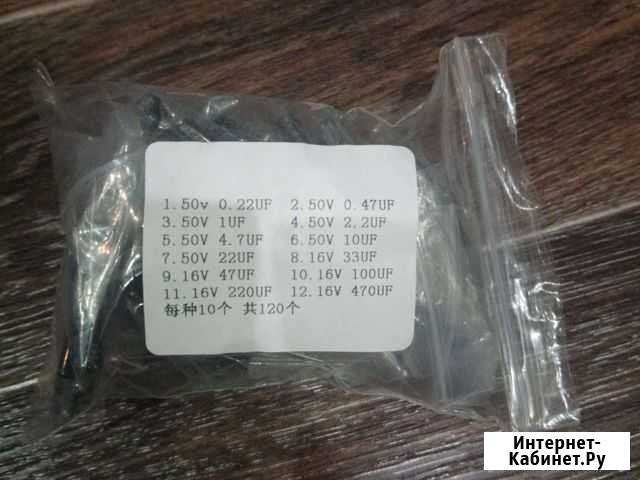 1.50v 0.22UF 2.50V 0.47UF
3.50V 1UF 4.50V 2.2UF
5.50V 4.7UF 6.50V 10UF
7.50V 22UF 8.16V 33UF
9.16V 47UF 10.16V 100UF
11.16V 220UF 12.16V 470UF
每种10个 共120个
Интернет-
Кабинет.Ру